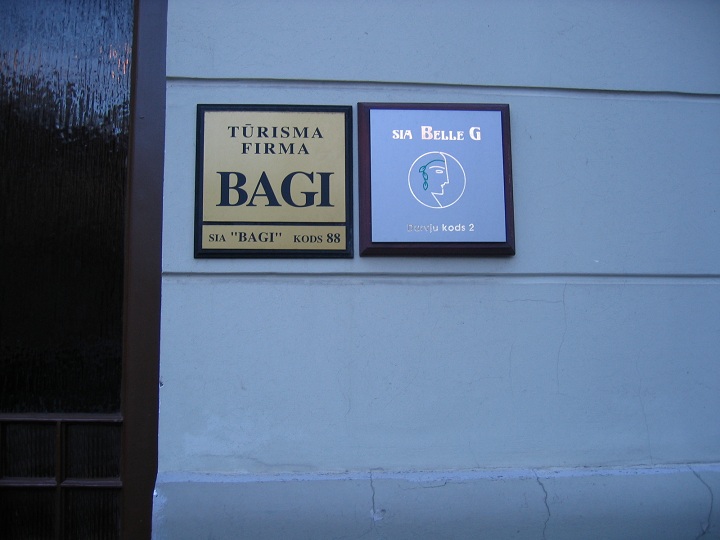 TŪRISMA
FIRMA
BAGI
SIA "BAGI" KODS 88
SIA BELLE G
kods 2